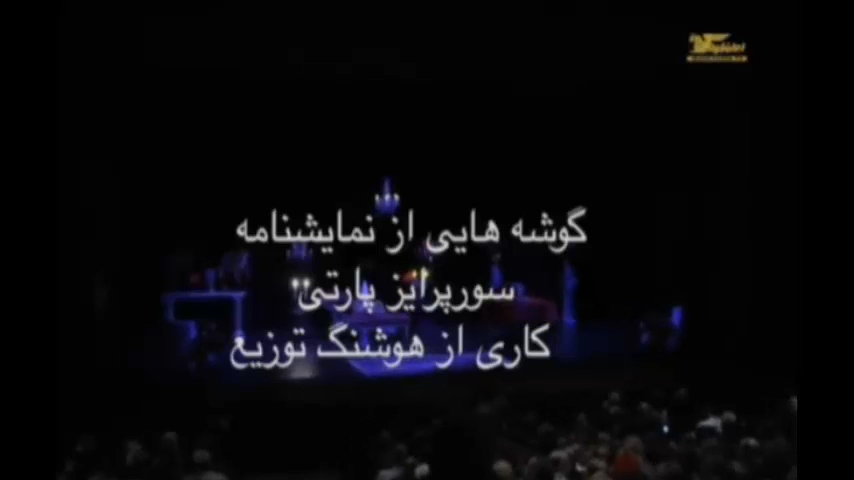 گوشه هایی از نمایشنامه
سورپرایز پارتی
کاری از هوشنگ توزیع